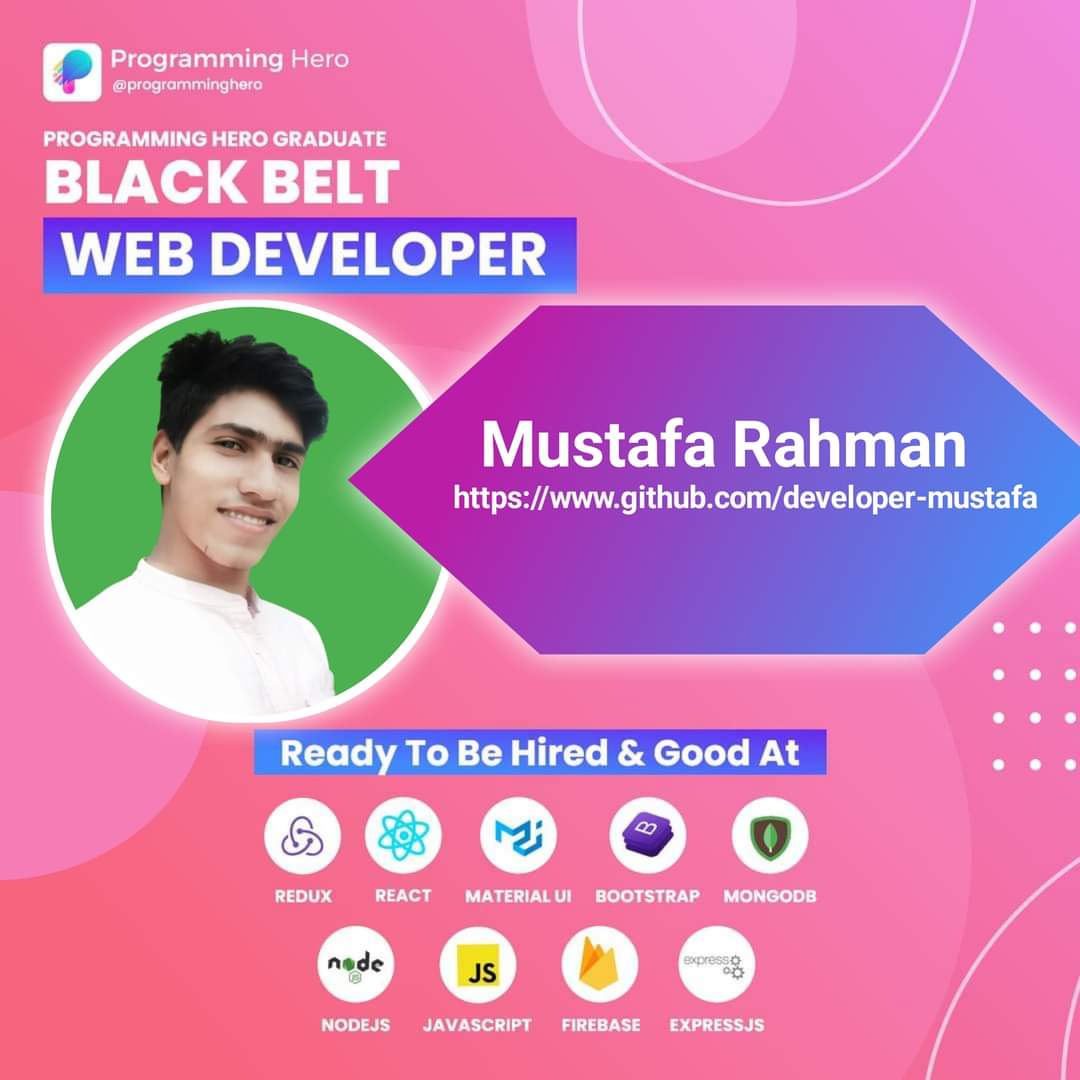 Programming Hero
@programminghero
PROGRAMMING HERO GRADUATE
BLACK BELT
WEB DEVELOPER
Mustafa Rahman
https://www.github.com/developer-mustafa
Ready To Be Hired & Good At
REDUX REACT MATERIAL UI BOOTSTRAP MONGODB
node JS JS express
NODEJS JAVASCRIPT FIREBASE EXPRESSJS